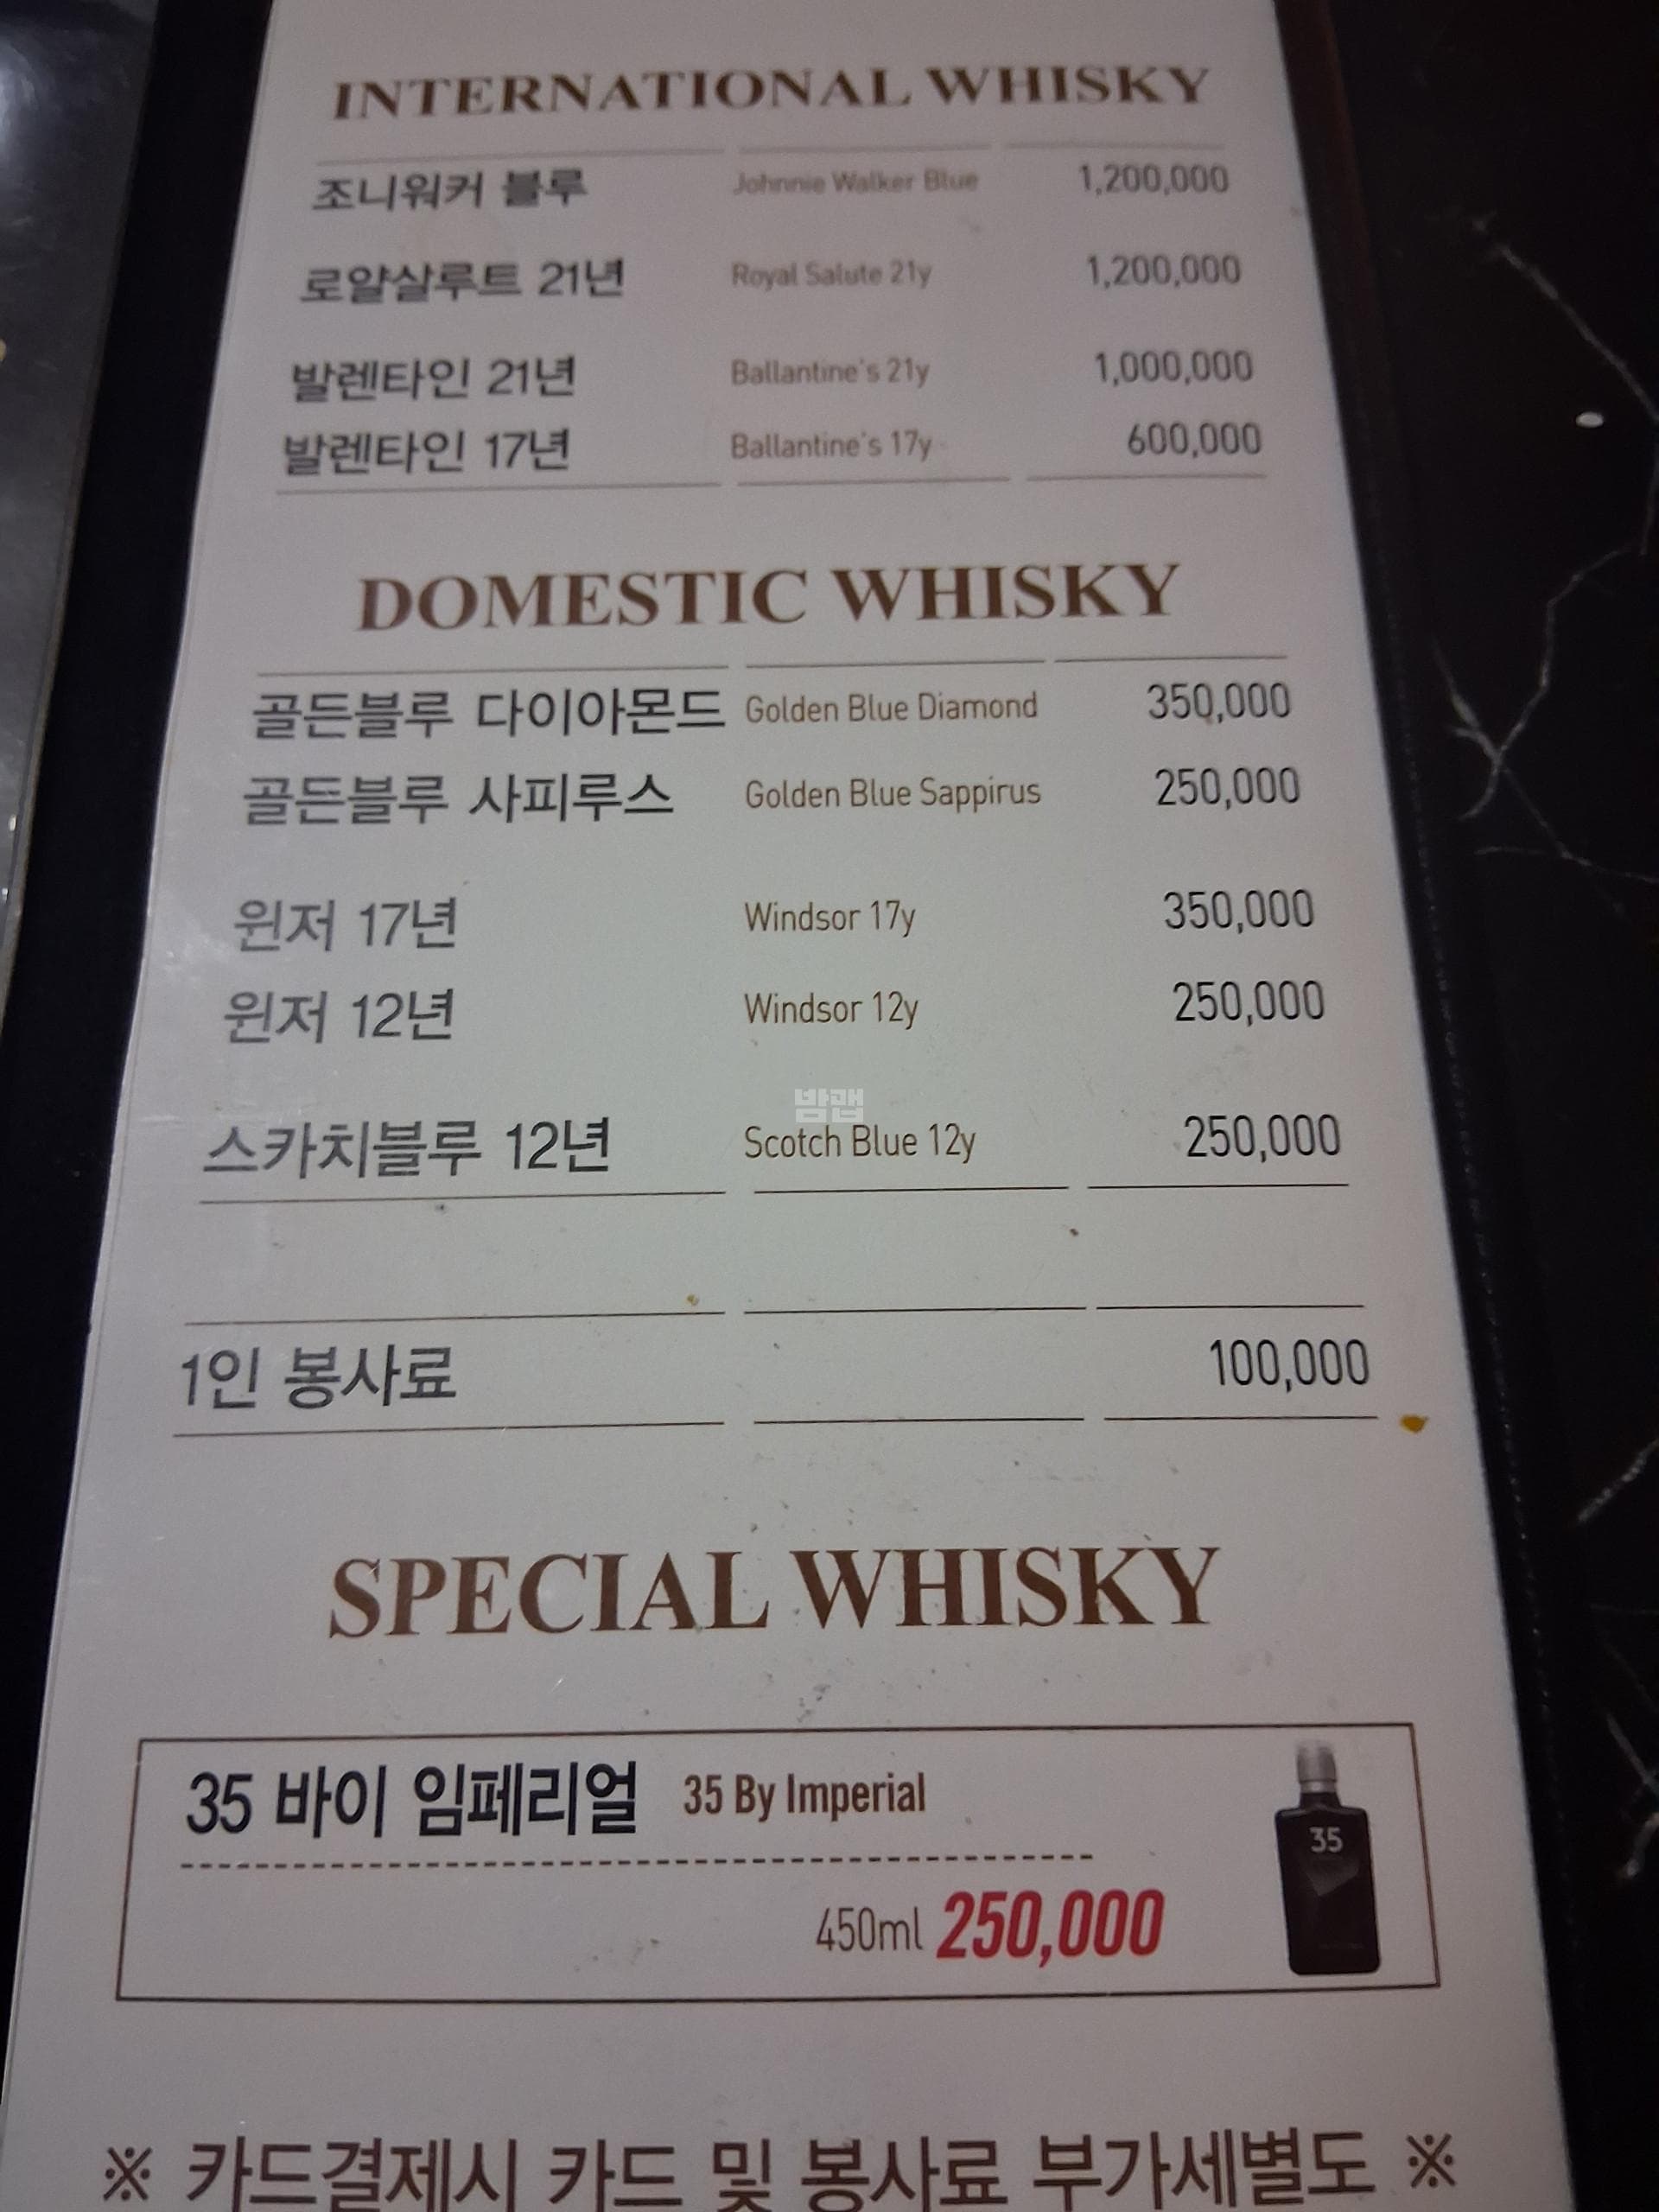 INTERNATIONAL WHISKY
조니워커 블루 Johnnie Walker Blue 1,200,000
로얄살루트 21년 Royal Salute 21y 1,200,000
발렌타인 21년 Ballantine's 21y 1,000,000
발렌타인 17년 Ballantine's 17y 600,000
DOMESTIC WHISKY
골든블루 다이아몬드 Golden Blue Diamond 350,000
골든블루 사피루스 Golden Blue Sappirus 250,000
윈저 17년 Windsor 17y 350,000
윈저 12년 Windsor 12y 250,000
밤맵
스카치블루 12년 Scotch Blue 12y 250,000
1인 봉사료 100,000
SPECIAL WHISKY
35 바이 임페리얼 35 By Imperial
35
450ml 250,000
※ 카드결제시 카드 및 봉사료 부가세별도 ※